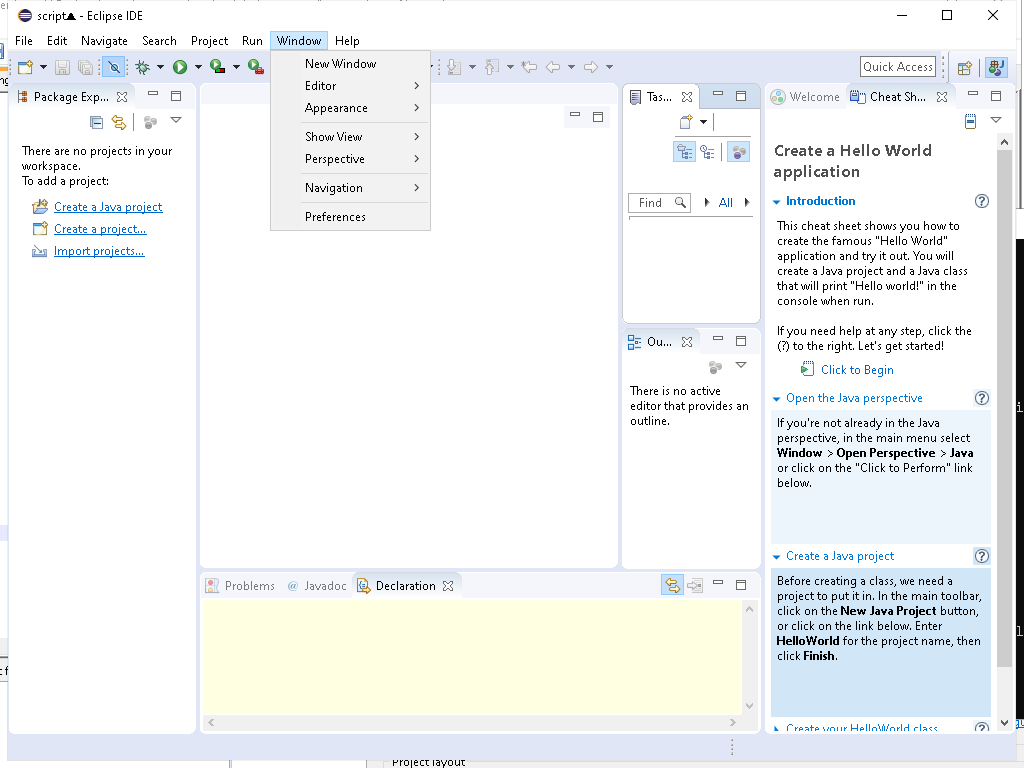 script▲ - Eclipse IDE
File Edit Navigate Search Project Run Window Help
Quick Access
New Window
Editor
Appearance
Show View
Perspective
Navigation
Preferences
Package Exp...
There are no projects in your
workspace.
To add a project:
Create a Java project
Create a project...
Import projects...
Tas...
Find
All
Ou...
There is no active
editor that provides an
outline.
Problems
@ Javadoc
Declaration
Welcome
Cheat Sh...
Create a Hello World
application
Introduction
This cheat sheet shows you how to
create the famous "Hello World"
application and try it out. You will
create a Java project and a Java class
that will print "Hello world!" in the
console when run.
If you need help at any step, click the
(?) to the right. Let's get started!
Click to Begin
Open the Java perspective
If you're not already in the Java
perspective, in the main menu select
Window > Open Perspective > Java
or click on the "Click to Perform" link
below.
Create a Java project
Before creating a class, we need a
project to put it in. In the main toolbar,
click on the New Java Project button,
or click on the link below. Enter
HelloWorld for the project name, then
click Finish.
Create your HelloWorld class
Project layout